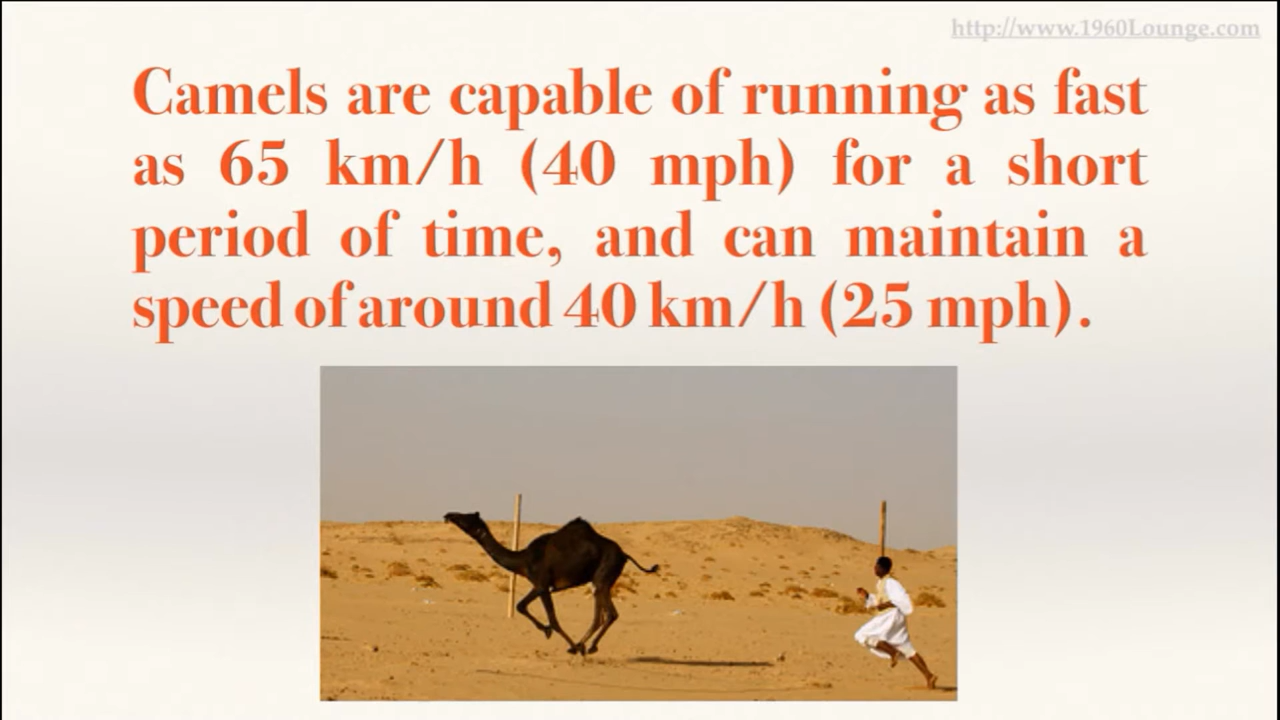 http://www.1960Lounge.com
Camels are capable of running as fast
as 65 km/h (40 mph) for a short
period of time, and can maintain a
speed of around 40 km/h (25 mph).